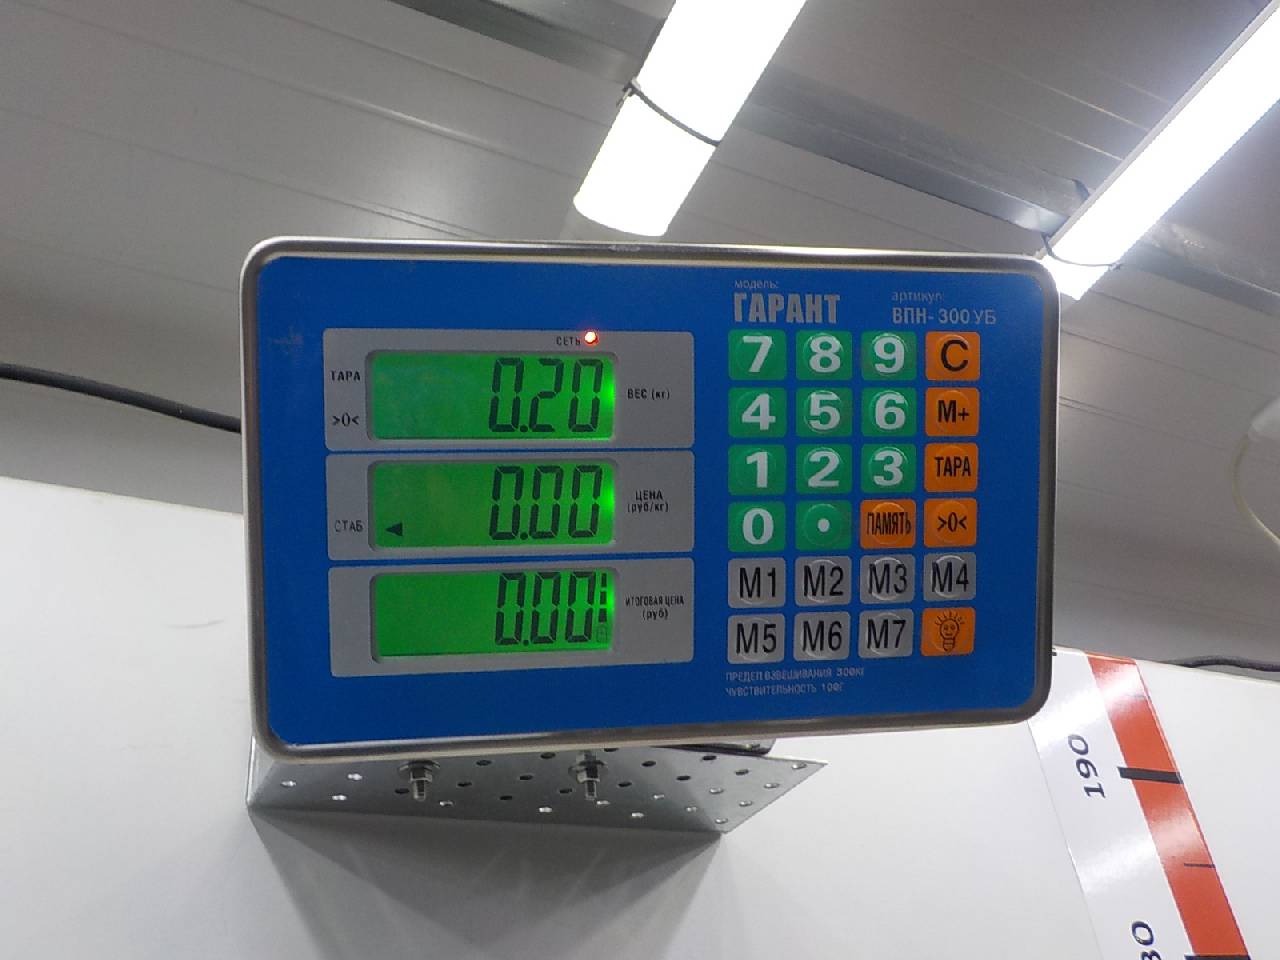 модель:
ГАРАНТ
артикул:
ВПН-300УБ
СЕТЬ
ТАРА
>0<
0.20
ВЕС (кг)
СТАБ
0.00
ЦЕНА
(руб/кг)
0.00
ИТОГОВАЯ ЦЕНА
(руб)
7 8 9 C
4 5 6 M+
1 2 3 ТАРА
0 . ПАМЯТЬ >0<
M1 M2 M3 M4
M5 M6 M7
ПРЕДЕЛ ВЗВЕШИВАНИЯ 300КГ
ЧУВСТВИТЕЛЬНОСТЬ 100Г
190